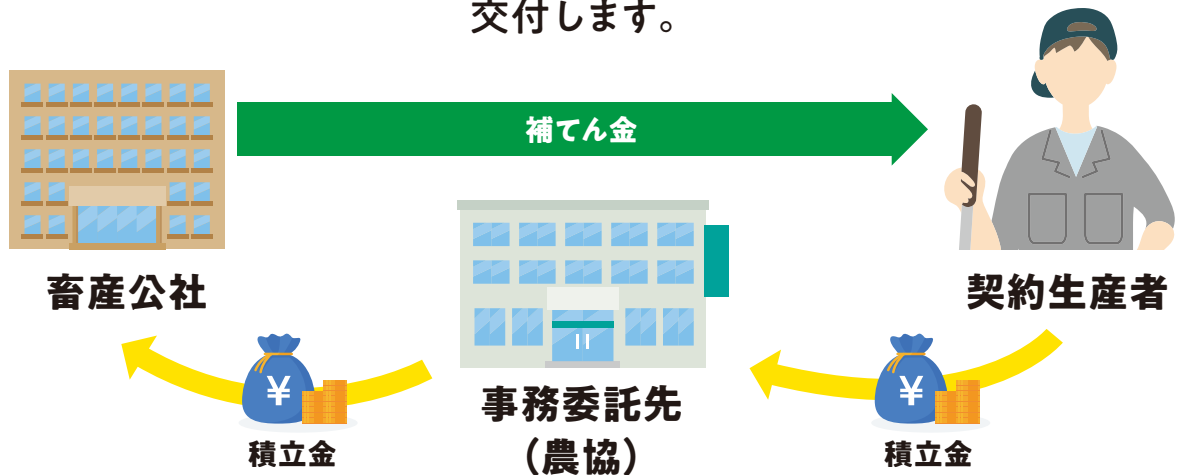 交付します。
補てん金
畜産公社
契約生産者
事務委託先
（農協）
¥
積立金
¥
積立金